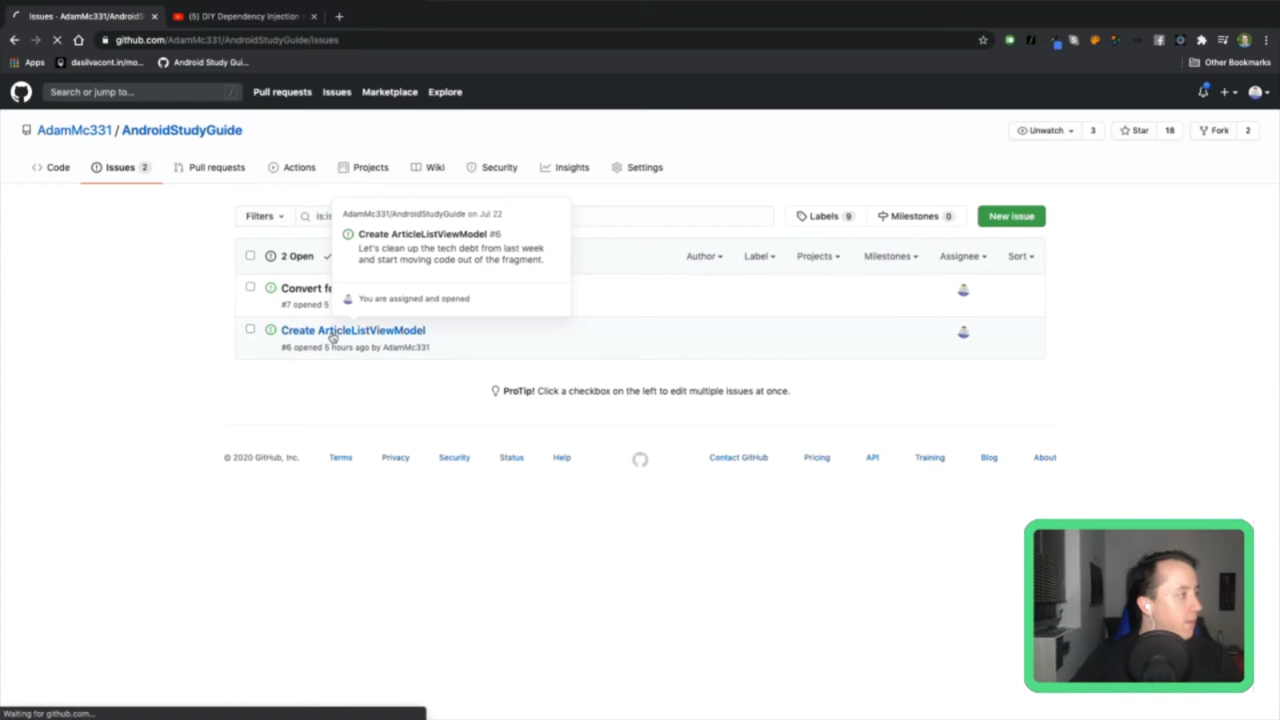 Issues · AdamMc331/AndroidS
(5) DIY Dependency Injection
github.com/AdamMc331/AndroidStudyGuide/issues
Apps
dasilvacont.in/mo...
Android Study Gui...
Other Bookmarks
Search or jump to...
/
Pull requests
Issues
Marketplace
Explore
AdamMc331 / AndroidStudyGuide
Unwatch
3
Star
18
Fork
2
Code
Issues 2
Pull requests
Actions
Projects
Wiki
Security
Insights
Settings
Filters
is:is
Labels 9
Milestones 0
New issue
AdamMc331/AndroidStudyGuide on Jul 22
Create ArticleListViewModel #6
Let's clean up the tech debt from last week
and start moving code out of the fragment.
You are assigned and opened
2 Open
Author
Label
Projects
Milestones
Assignee
Sort
Convert fe
#7 opened 5
Create ArticleListViewModel
#6 opened 5 hours ago by AdamMc331
ProTip! Click a checkbox on the left to edit multiple issues at once.
© 2020 GitHub, Inc.
Terms
Privacy
Security
Status
Help
Contact GitHub
Pricing
API
Training
Blog
About
Waiting for github.com...